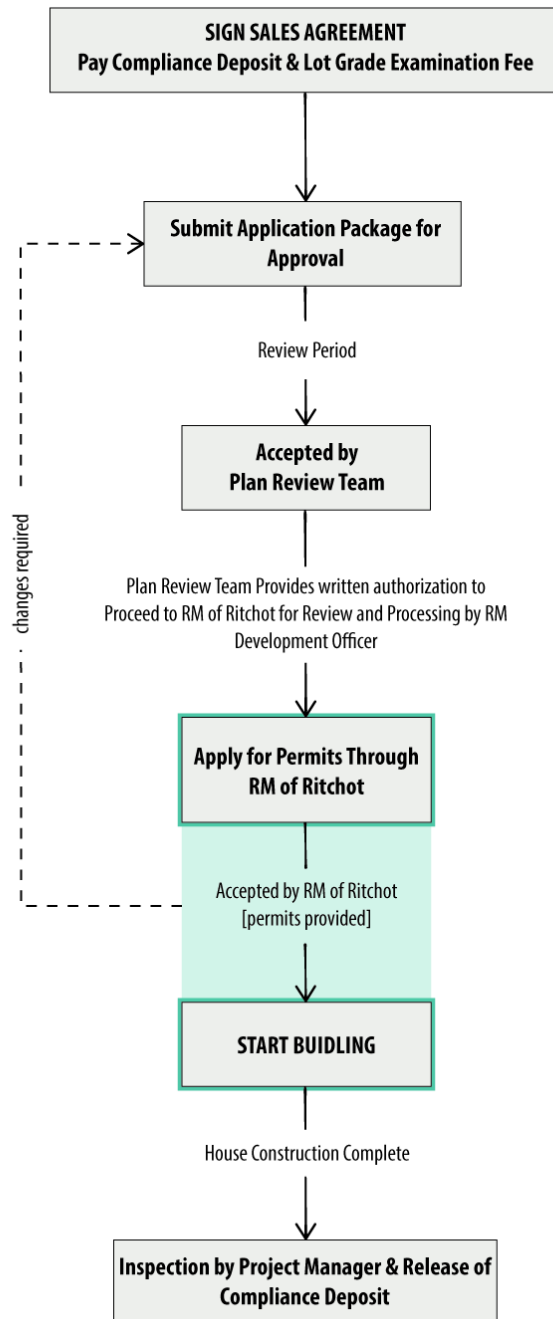 SIGN SALES AGREEMENT
Pay Compliance Deposit & Lot Grade Examination Fee
Submit Application Package for
Approval
Review Period
Accepted by
Plan Review Team
changes required
Plan Review Team Provides written authorization to
Proceed to RM of Ritchot for Review and Processing by RM
Development Officer
Apply for Permits Through
RM of Ritchot
Accepted by RM of Ritchot
[permits provided]
START BUIDLING
House Construction Complete
Inspection by Project Manager & Release of
Compliance Deposit